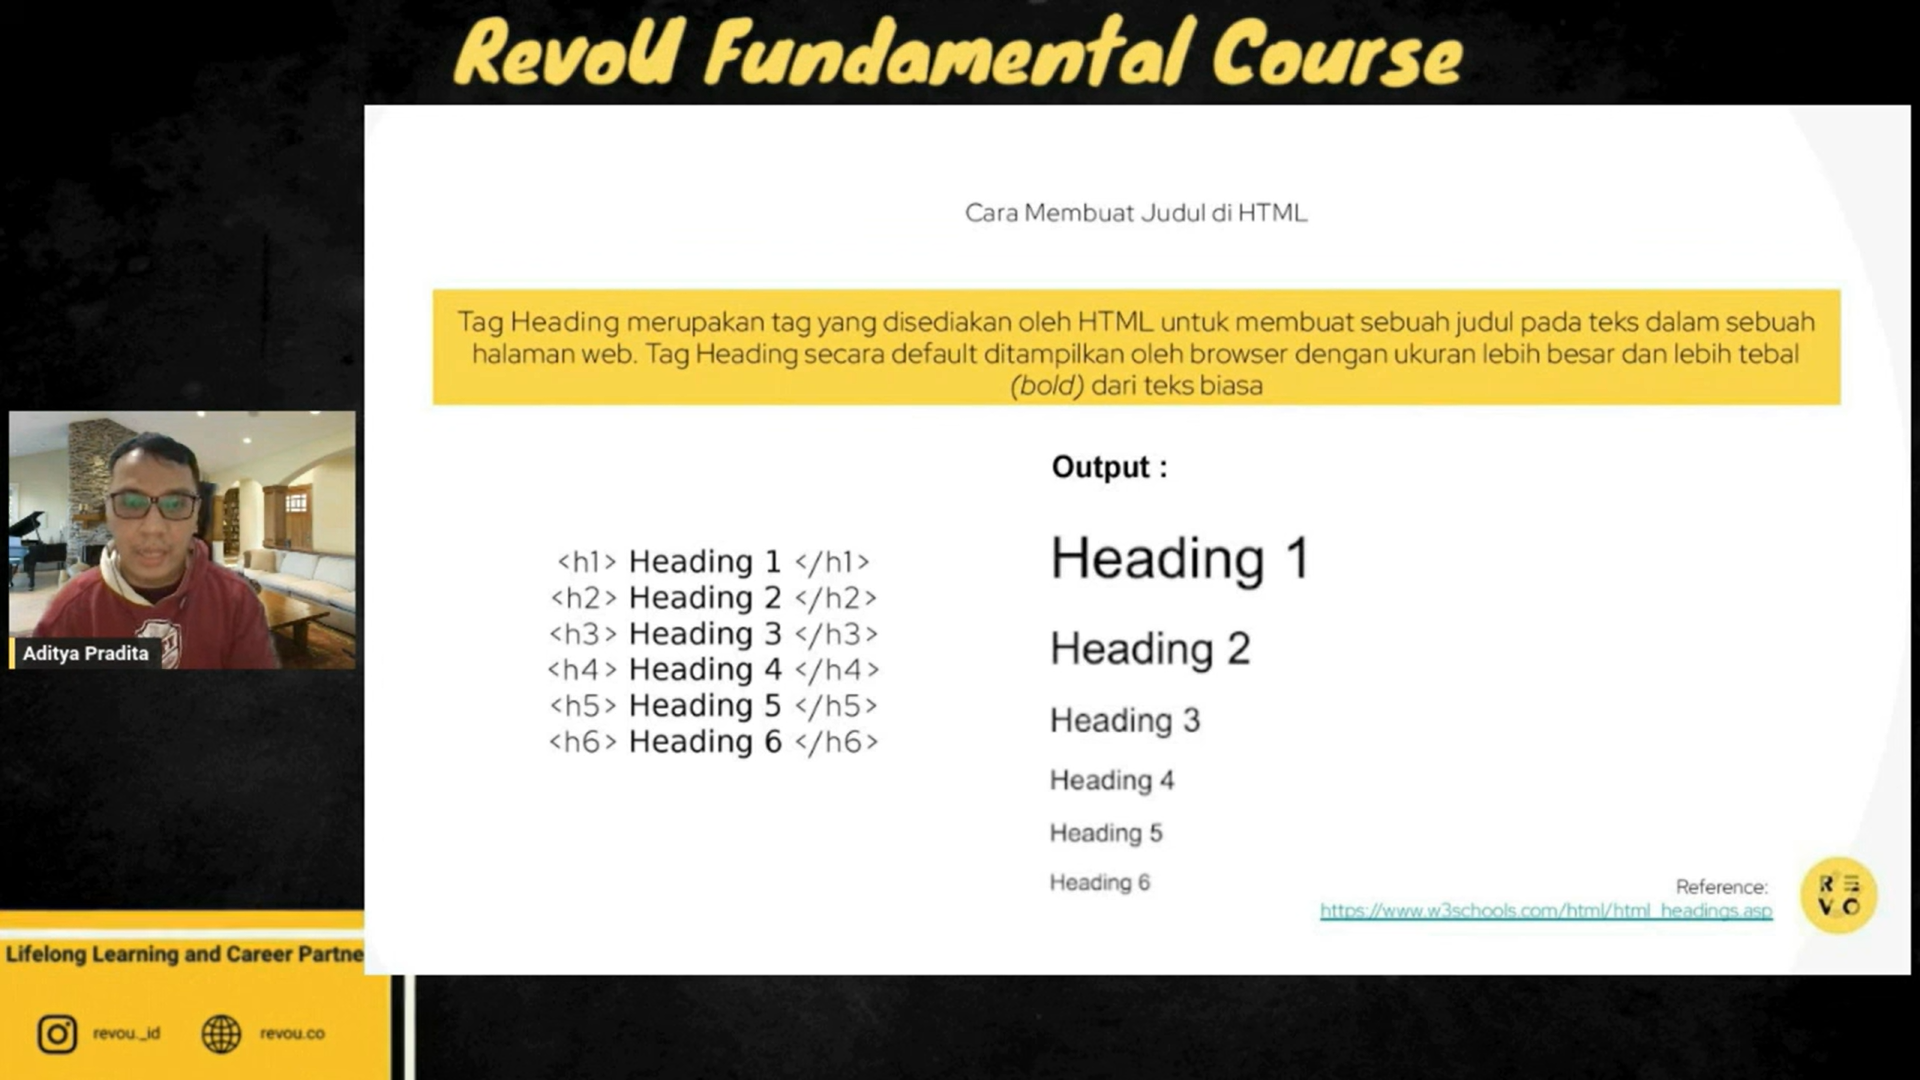 RevoU Fundamental Course
Cara Membuat Judul di HTML
Tag Heading merupakan tag yang disediakan oleh HTML untuk membuat sebuah judul pada teks dalam sebuah
halaman web. Tag Heading secara default ditampilkan oleh browser dengan ukuran lebih besar dan lebih tebal
(bold) dari teks biasa
<h1> Heading 1 </h1>
<h2> Heading 2 </h2>
<h3> Heading 3 </h3>
<h4> Heading 4 </h4>
<h5> Heading 5 </h5>
<h6> Heading 6 </h6>
Output :
Heading 1
Heading 2
Heading 3
Heading 4
Heading 5
Heading 6
Reference:
https://www.w3schools.com/html/html_headings.asp
RE
VO
Aditya Pradita
Lifelong Learning and Career Partne
revou_id
revou.co